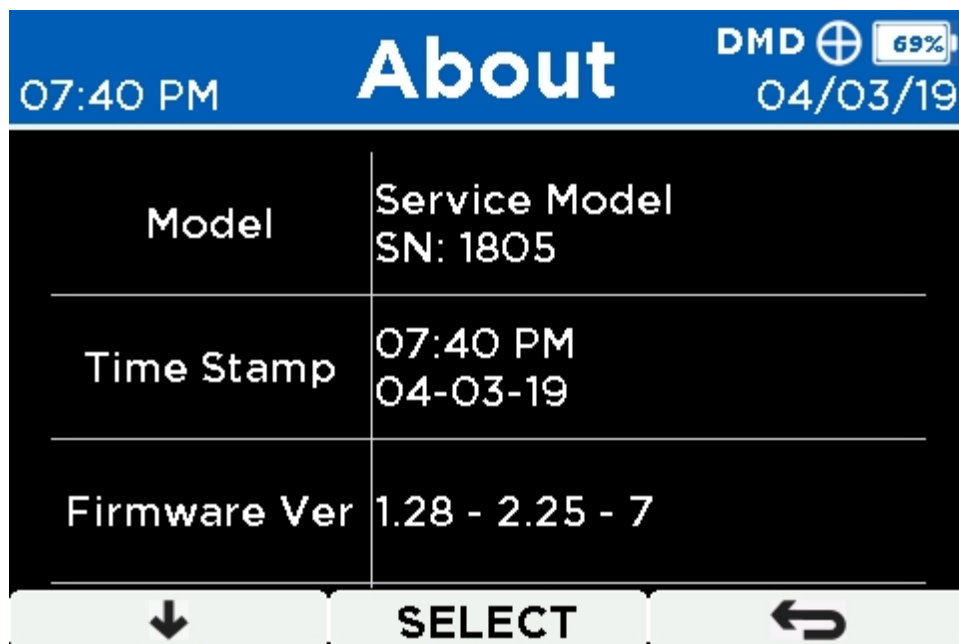 DMD 69%
07:40 PM About 04/03/19
Model
Service Model
SN: 1805
Time Stamp
07:40 PM
04-03-19
Firmware Ver 1.28 - 2.25 - 7
SELECT